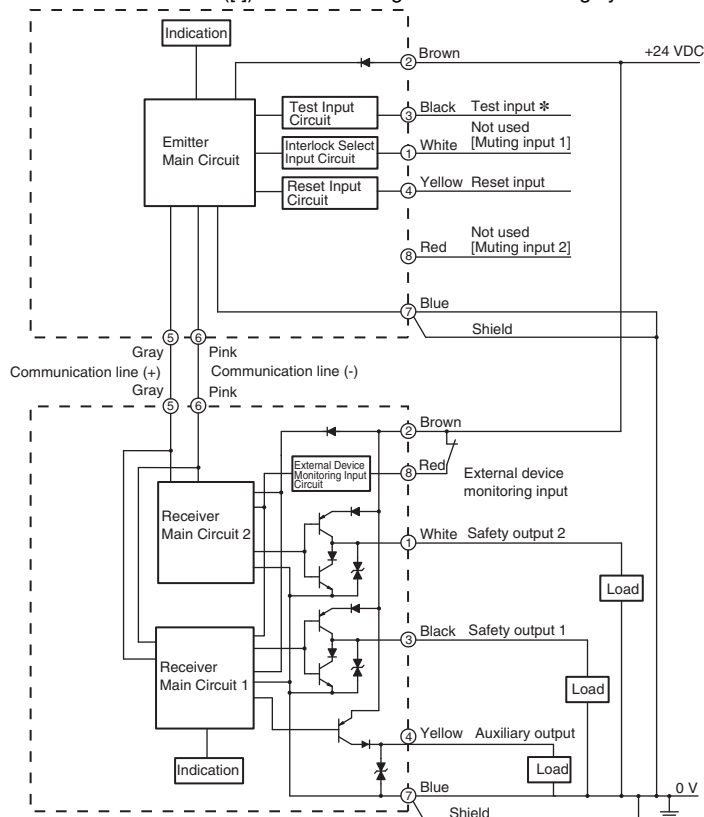 Indication
② Brown
+24 VDC
Emitter
Main Circuit
Test Input
Circuit
③ Black Test input *
Not used
Interlock Select
Input Circuit
① White [Muting input 1]
Reset Input
Circuit
④ Yellow Reset input
Not used
⑧ Red [Muting input 2]
⑦ Blue
Shield
⑤ ⑥
Gray Pink
Communication line (+) Communication line (-)
Gray Pink
⑤ ⑥
② Brown
External Device
Monitoring Input
Circuit
⑧ Red
External device
monitoring input
Receiver
Main Circuit 2
① White Safety output 2
Load
③ Black Safety output 1
Receiver
Main Circuit 1
Load
④ Yellow Auxiliary output
Indication
Load
⑦ Blue
0 V
Shield